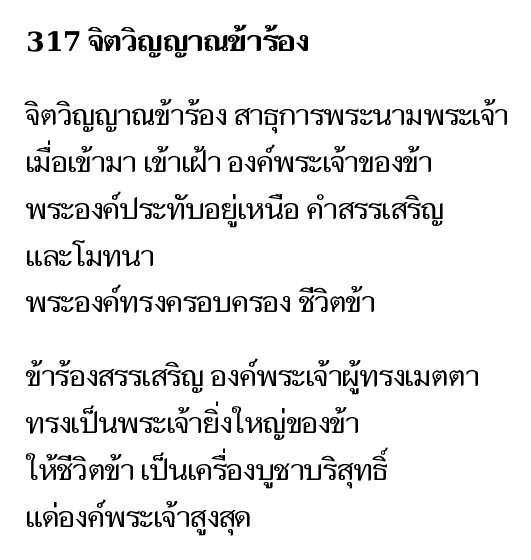 317 จิตวิญญาณข้าร้อง
จิตวิญญาณข้าร้อง สาธุการพระนามพระเจ้า
เมื่อเข้ามา เข้าเฝ้า องค์พระเจ้าของข้า
พระองค์ประทับอยู่เหนือ คำสรรเสริญ
และโมทนา
พระองค์ทรงครอบครอง ชีวิตข้า
ข้าร้องสรรเสริญ องค์พระเจ้าผู้ทรงเมตตา
ทรงเป็นพระเจ้ายิ่งใหญ่ของข้า
ให้ชีวิตข้า เป็นเครื่องบูชาบริสุทธิ์
แด่องค์พระเจ้าสูงสุด